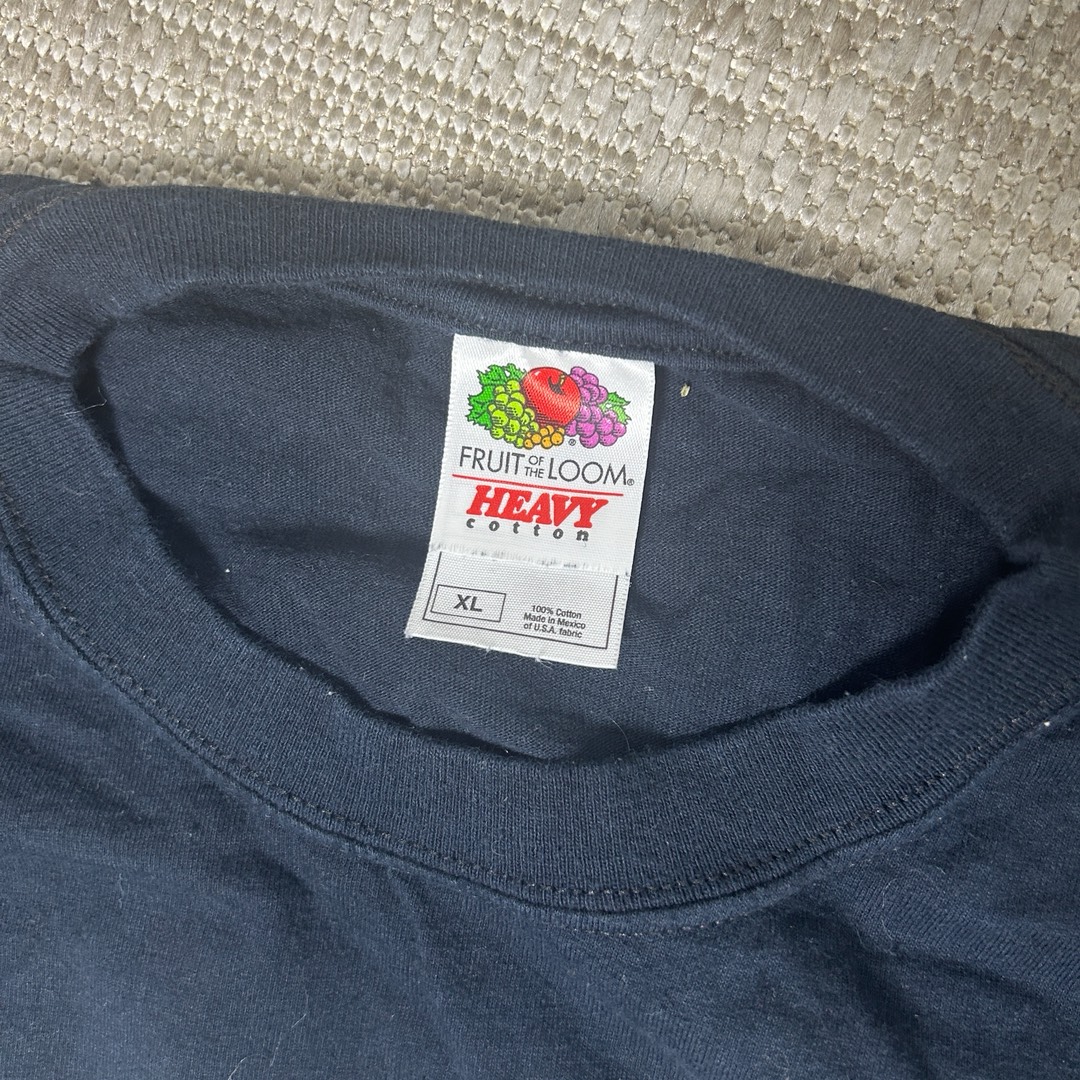 FRUIT OF THE LOOM®
HEAVY
cotton
XL
100% Cotton
Made in Mexico
of U.S.A. fabric